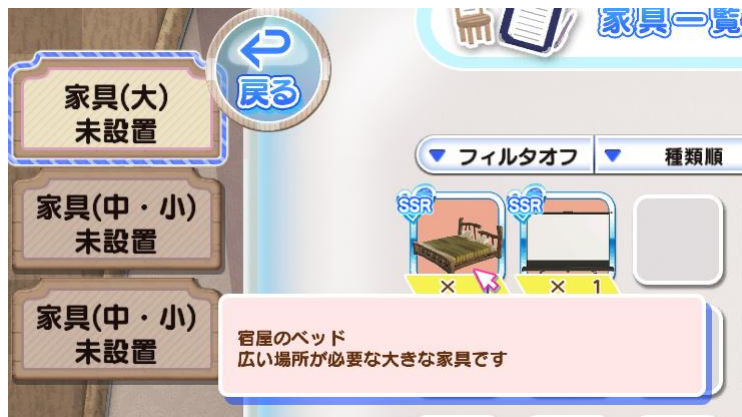 家具一覧
戻る
家具(大)
未設置
フィルタオフ
種類順
家具(中・小)
未設置
SSR
SSR
×
× 1
家具(中・小)
未設置
宿屋のベッド
広い場所が必要な大きな家具です